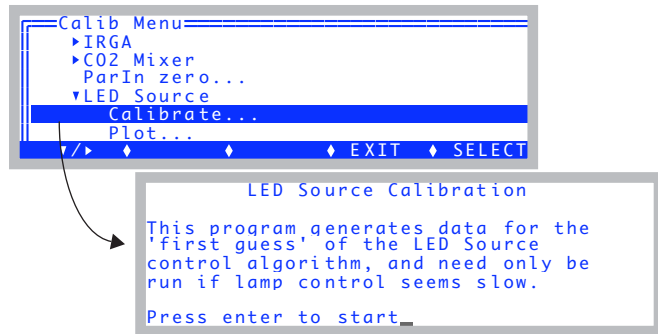 Calib Menu
▸IRGA
▸CO2 Mixer
ParIn zero...
▾LED Source
Calibrate...
Plot...
▾/▸ ♦ ♦ ♦ EXIT ♦ SELECT
LED Source Calibration
This program generates data for the
'first guess' of the LED Source
control algorithm, and need only be
run if lamp control seems slow.
Press enter to start_